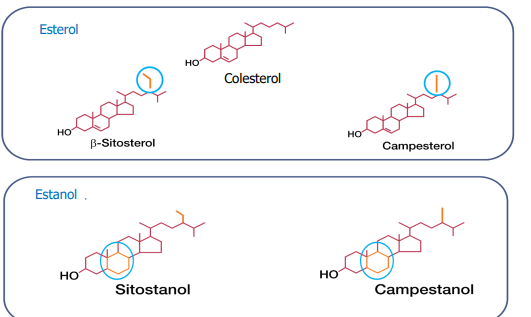 Esterol
HO
Colesterol
HO
β-Sitosterol
HO
Campesterol
Estanol .
HO
Sitostanol
HO
Campestanol